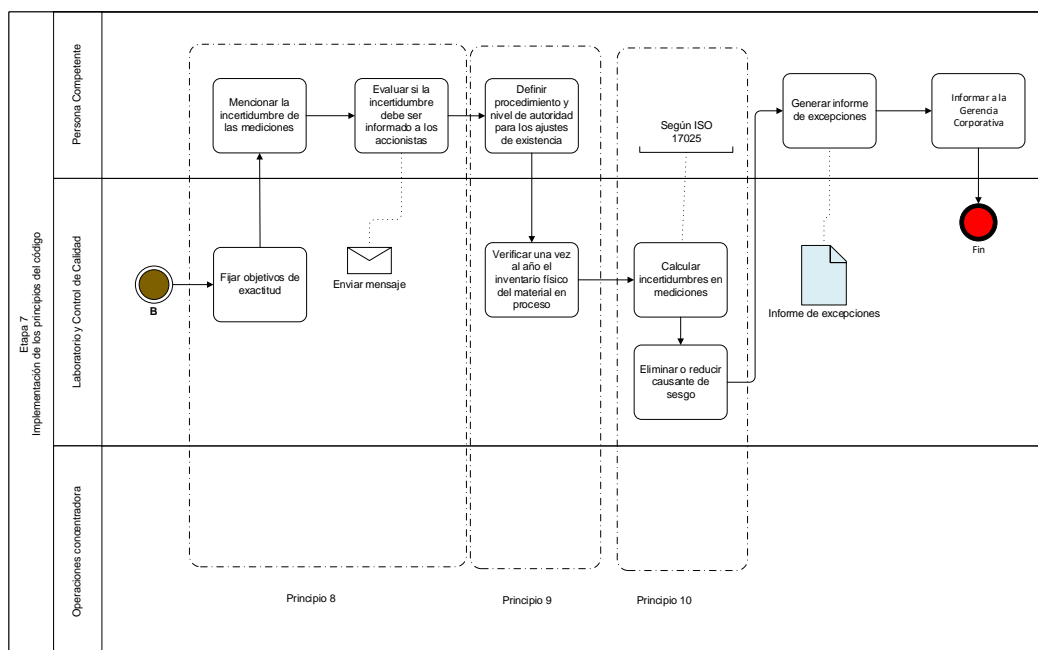 Etapa 7
Implementación de los principios del código
Persona Competente
Mencionar la
incertidumbre de
las mediciones
Evaluar si la
incertidumbre
debe ser
informado a los
accionistas
Definir
procedimiento y
nivel de autoridad
para los ajustes
de existencia
Según ISO
17025
Generar informe
de excepciones
Informar a la
Gerencia
Corporativa
Laboratorio y Control de Calidad
B
Fijar objetivos de
exactitud
Enviar mensaje
Verificar una vez
al año el
inventario físico
del material en
proceso
Calcular
incertidumbres en
mediciones
Eliminar o reducir
causante de
sesgo
Informe de excepciones
Fin
Operaciones concentradora
Principio 8
Principio 9
Principio 10